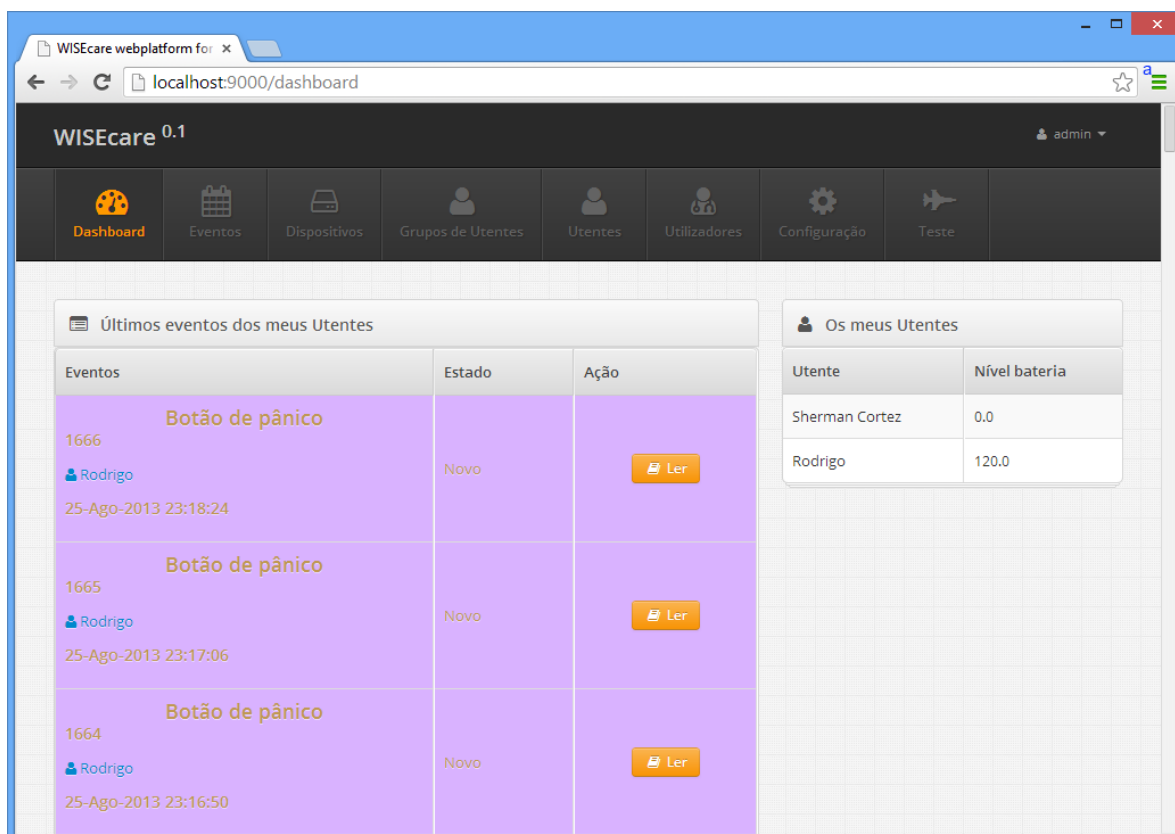 WISEcare webplatform for
localhost:9000/dashboard
a
WISEcare 0.1
admin
Dashboard
Eventos
Dispositivos
Grupos de Utentes
Utentes
Utilizadores
Configuração
Teste
Últimos eventos dos meus Utentes
Eventos Estado Ação
Botão de pânico
1666
Rodrigo
Novo
Ler
25-Ago-2013 23:18:24
Botão de pânico
1665
Rodrigo
Novo
Ler
25-Ago-2013 23:17:06
Botão de pânico
1664
Rodrigo
Novo
Ler
25-Ago-2013 23:16:50
Os meus Utentes
Utente Nível bateria
Sherman Cortez 0.0
Rodrigo 120.0